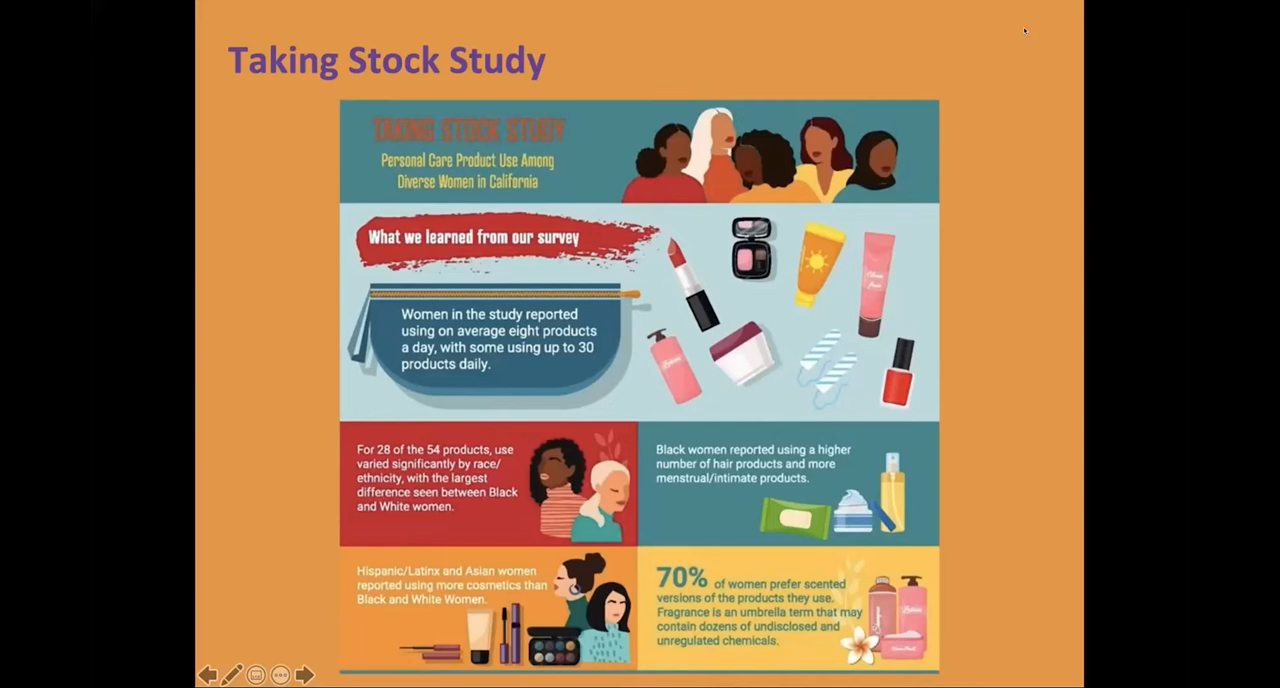 Taking Stock Study
TAKING STOCK STUDY
Personal Care Product Use Among
Diverse Women in California
What we learned from our survey
Women in the study reported
using on average eight products
a day, with some using up to 30
products daily.
For 28 of the 54 products, use
varied significantly by race/
ethnicity, with the largest
difference seen between Black
and White women.
Black women reported using a higher
number of hair products and more
menstrual/intimate products.
Hispanic/Latinx and Asian women
reported using more cosmetics than
Black and White Women.
70% of women prefer scented
versions of the products they use.
Fragrance is an umbrella term that may
contain dozens of undisclosed and
unregulated chemicals.